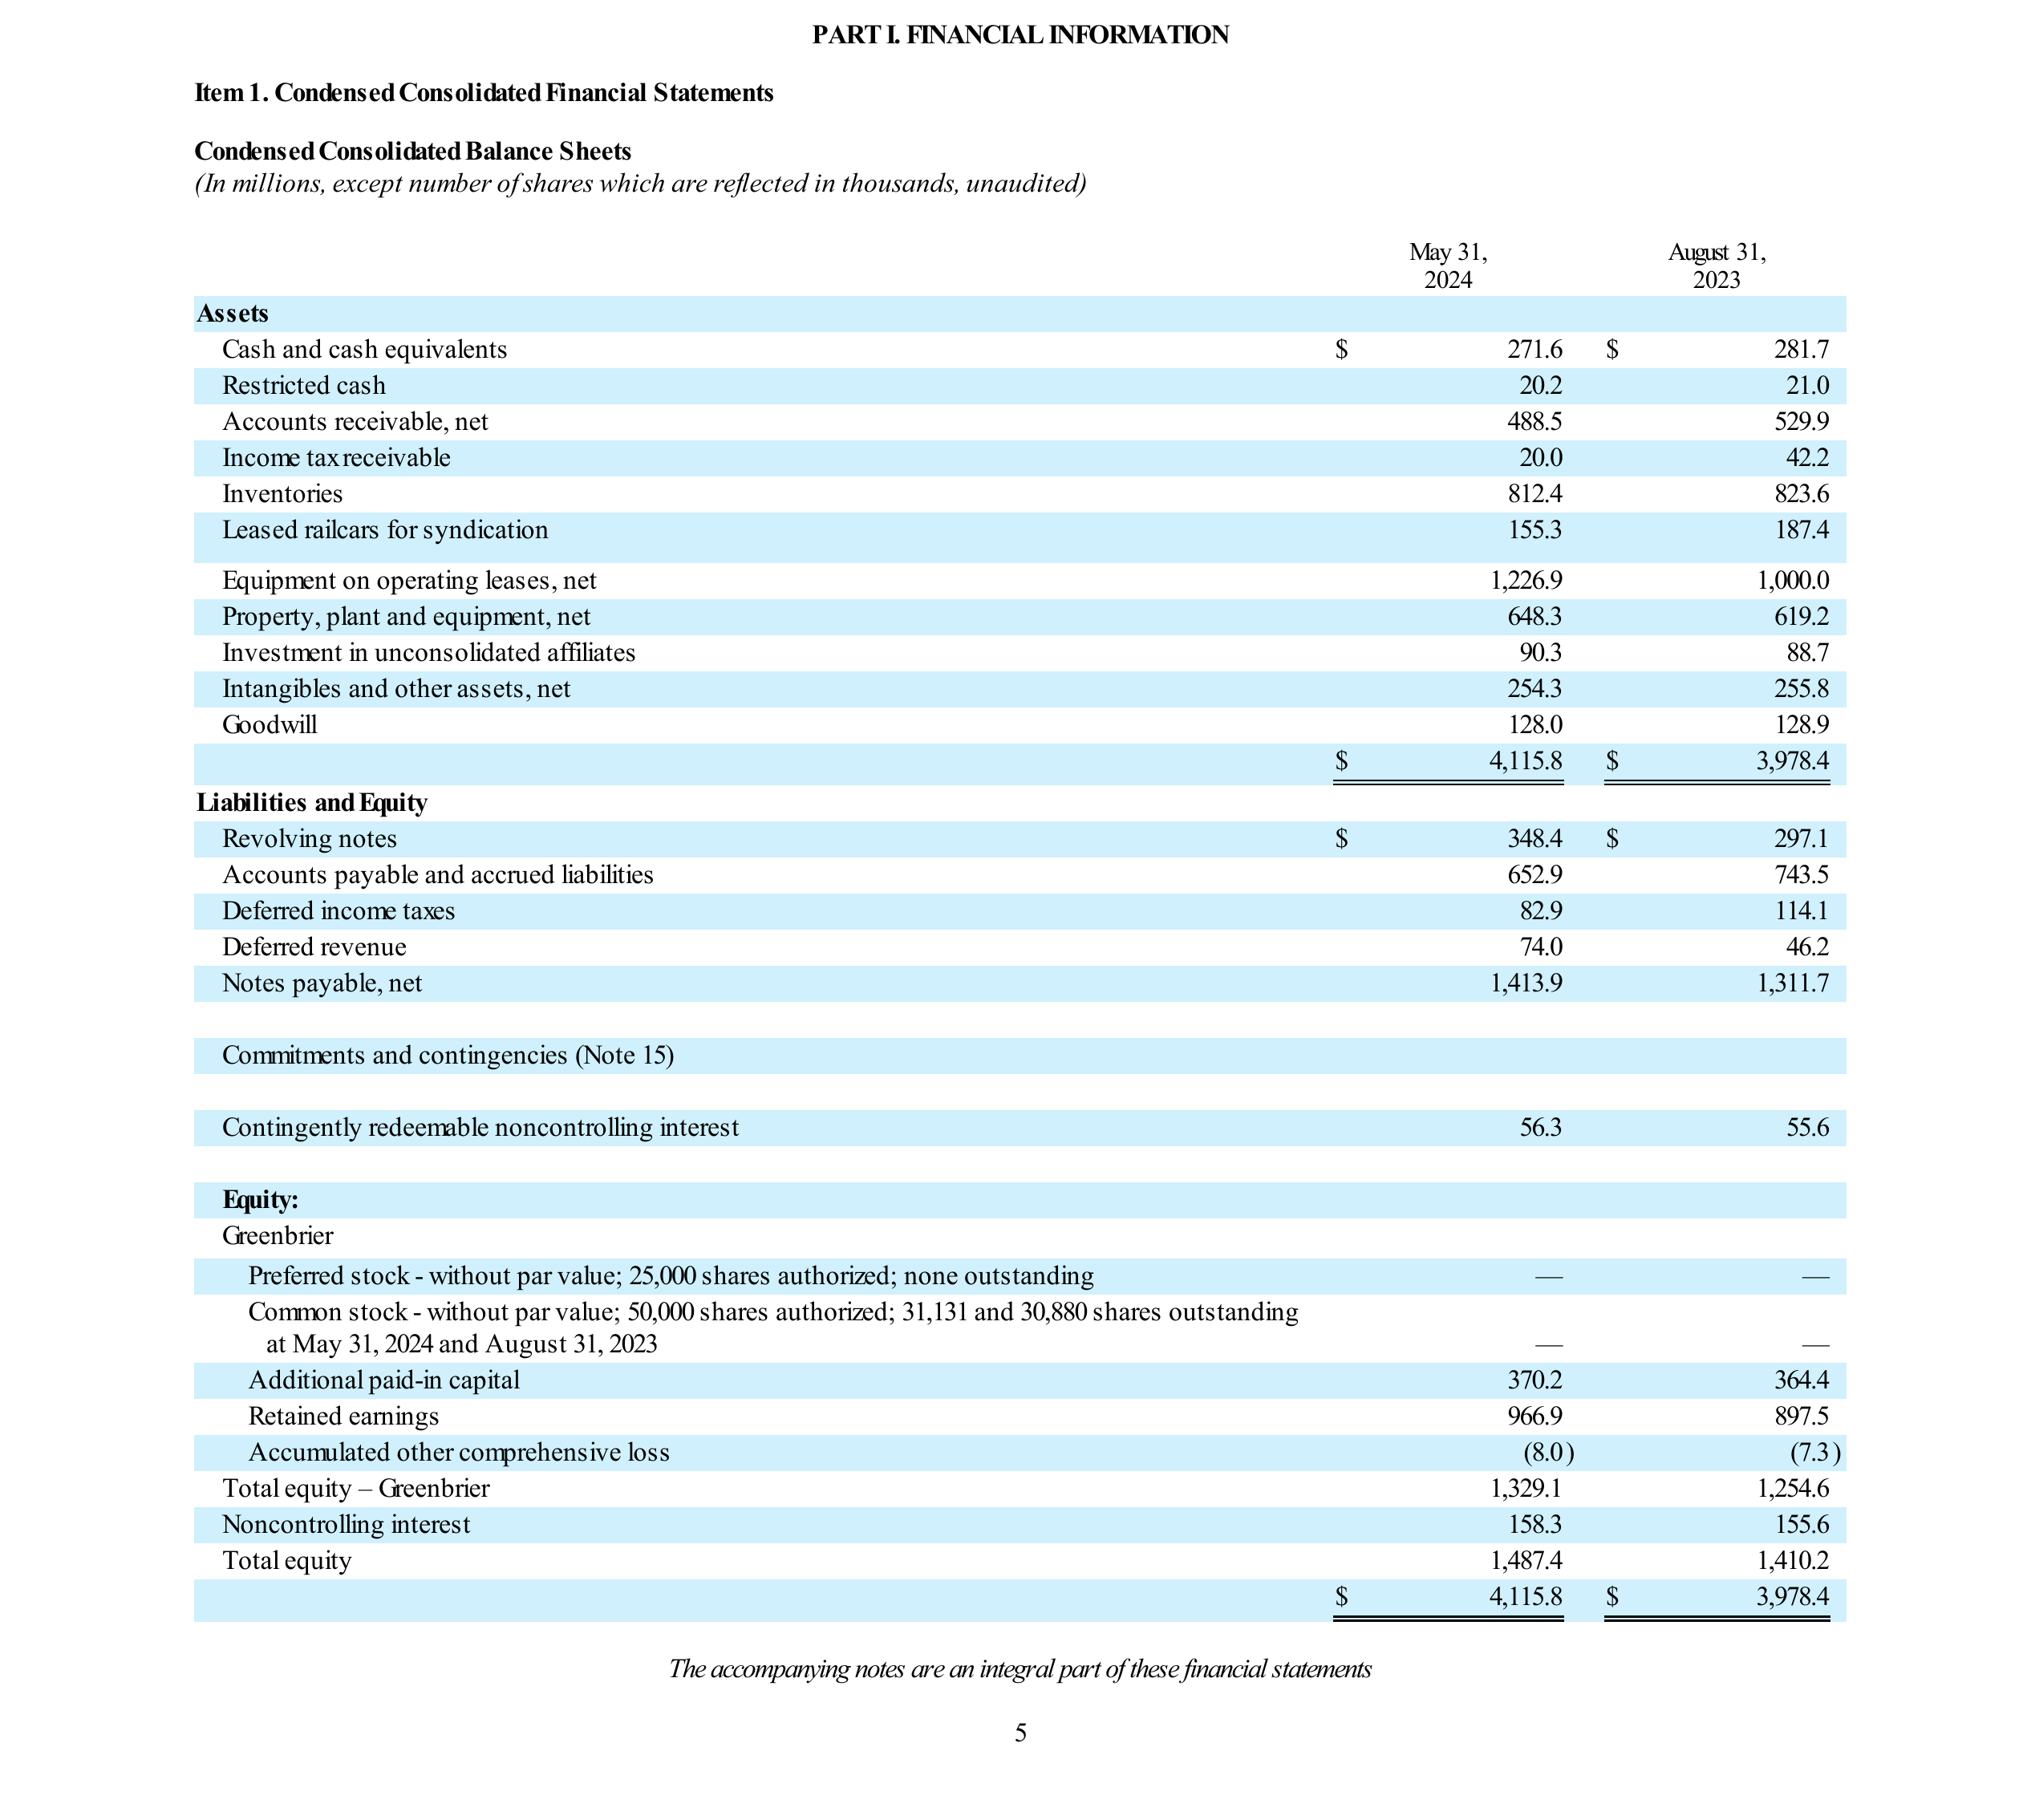 PART I. FINANCIAL INFORMATION
Item 1. Condensed Consolidated Financial Statements
Condensed Consolidated Balance Sheets
(In millions, except number of shares which are reflected in thousands, unaudited)
May 31, 2024 August 31, 2023
Assets
Cash and cash equivalents $ 271.6 $ 281.7
Restricted cash 20.2 21.0
Accounts receivable, net 488.5 529.9
Income tax receivable 20.0 42.2
Inventories 812.4 823.6
Leased railcars for syndication 155.3 187.4
Equipment on operating leases, net 1,226.9 1,000.0
Property, plant and equipment, net 648.3 619.2
Investment in unconsolidated affiliates 90.3 88.7
Intangibles and other assets, net 254.3 255.8
Goodwill 128.0 128.9
$ 4,115.8 $ 3,978.4
Liabilities and Equity
Revolving notes $ 348.4 $ 297.1
Accounts payable and accrued liabilities 652.9 743.5
Deferred income taxes 82.9 114.1
Deferred revenue 74.0 46.2
Notes payable, net 1,413.9 1,311.7
Commitments and contingencies (Note 15)
Contingently redeemable noncontrolling interest 56.3 55.6
Equity:
Greenbrier
Preferred stock - without par value; 25,000 shares authorized; none outstanding — —
Common stock - without par value; 50,000 shares authorized; 31,131 and 30,880 shares outstanding
at May 31, 2024 and August 31, 2023 — —
Additional paid-in capital 370.2 364.4
Retained earnings 966.9 897.5
Accumulated other comprehensive loss (8.0) (7.3)
Total equity – Greenbrier 1,329.1 1,254.6
Noncontrolling interest 158.3 155.6
Total equity 1,487.4 1,410.2
$ 4,115.8 $ 3,978.4
The accompanying notes are an integral part of these financial statements
5